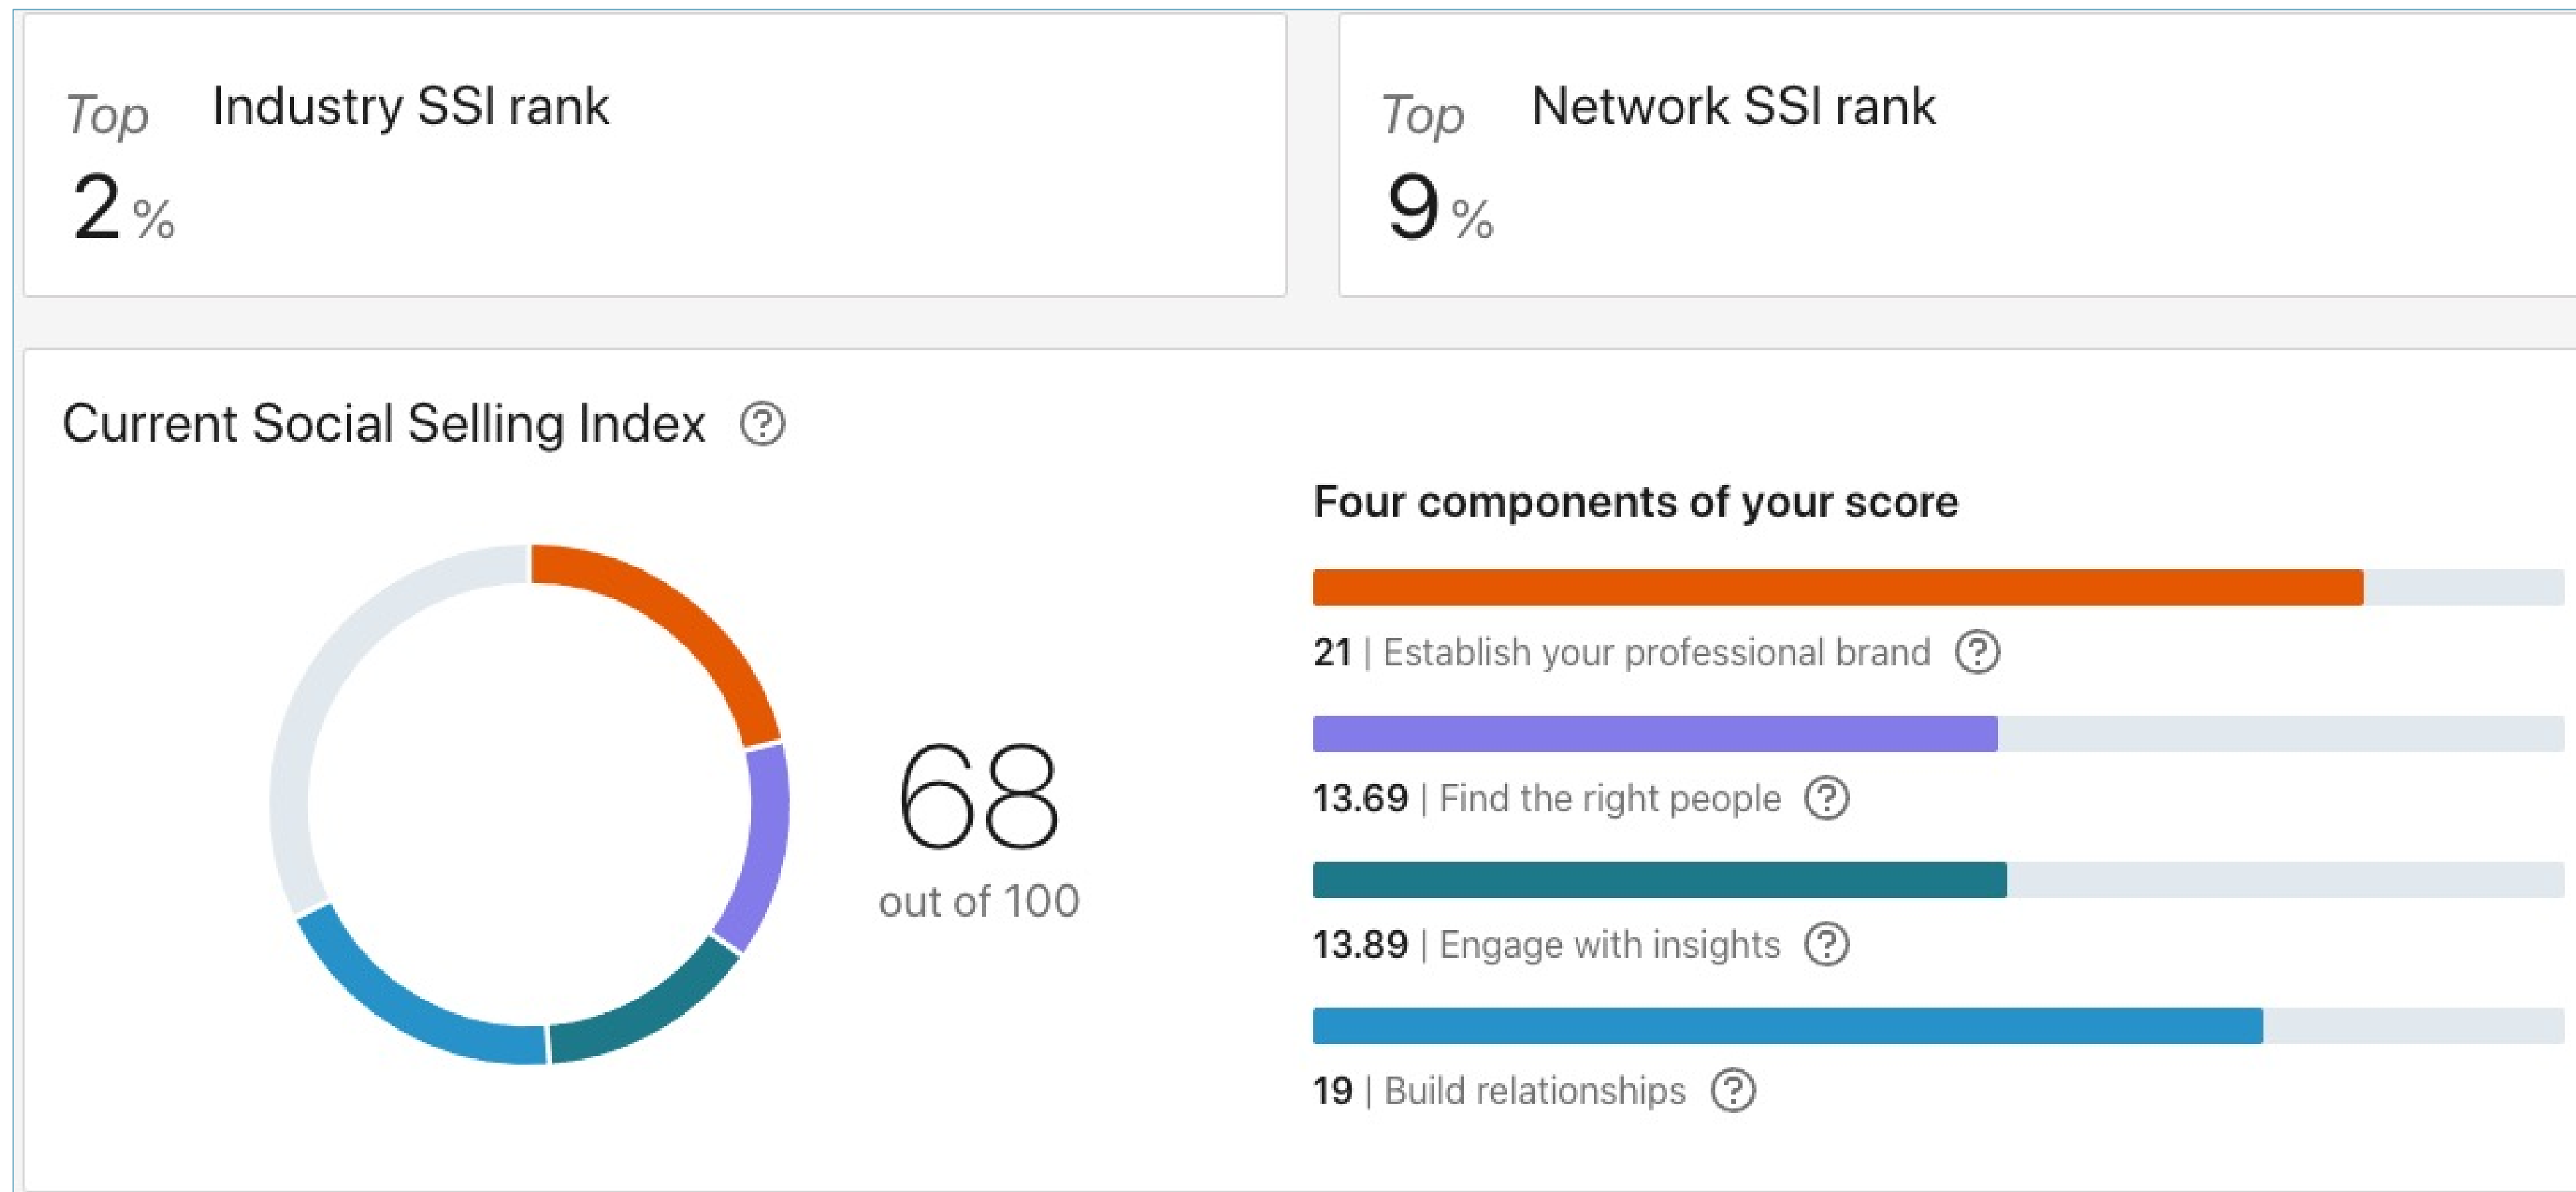 Top Industry SSI rank
2 %
Top Network SSI rank
9 %
Current Social Selling Index ?
68
out of 100
Four components of your score
21 | Establish your professional brand ?
13.69 | Find the right people ?
13.89 | Engage with insights ?
19 | Build relationships ?